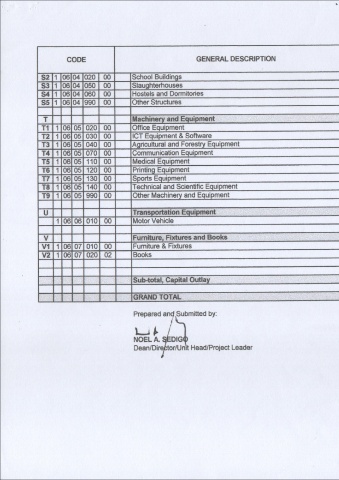 CODE GENERAL DESCRIPTION
S2 1 06 04 020 00 School Buildings
S3 1 06 04 050 00 Slaughterhouses
S4 1 06 04 060 00 Hostels and Dormitories
S5 1 06 04 990 00 Other Structures
T Machinery and Equipment
T1 1 06 05 020 00 Office Equipment
T2 1 06 05 030 00 ICT Equipment & Software
T3 1 06 05 040 00 Agricultural and Forestry Equipment
T4 1 06 05 070 00 Communication Equipment
T5 1 06 05 110 00 Medical Equipment
T6 1 06 05 120 00 Printing Equipment
T7 1 06 05 130 00 Sports Equipment
T8 1 06 05 140 00 Technical and Scientific Equipment
T9 1 06 05 990 00 Other Machinery and Equipment
U Transportation Equipment
1 06 06 010 00 Motor Vehicle
V Furniture, Fixtures and Books
V1 1 06 07 010 00 Furniture & Fixtures
V2 1 06 07 020 02 Books
Sub-total, Capital Outlay
GRAND TOTAL
Prepared and Submitted by:
NOEL A. SEDIGO
Dean/Director/Unit Head/Project Leader